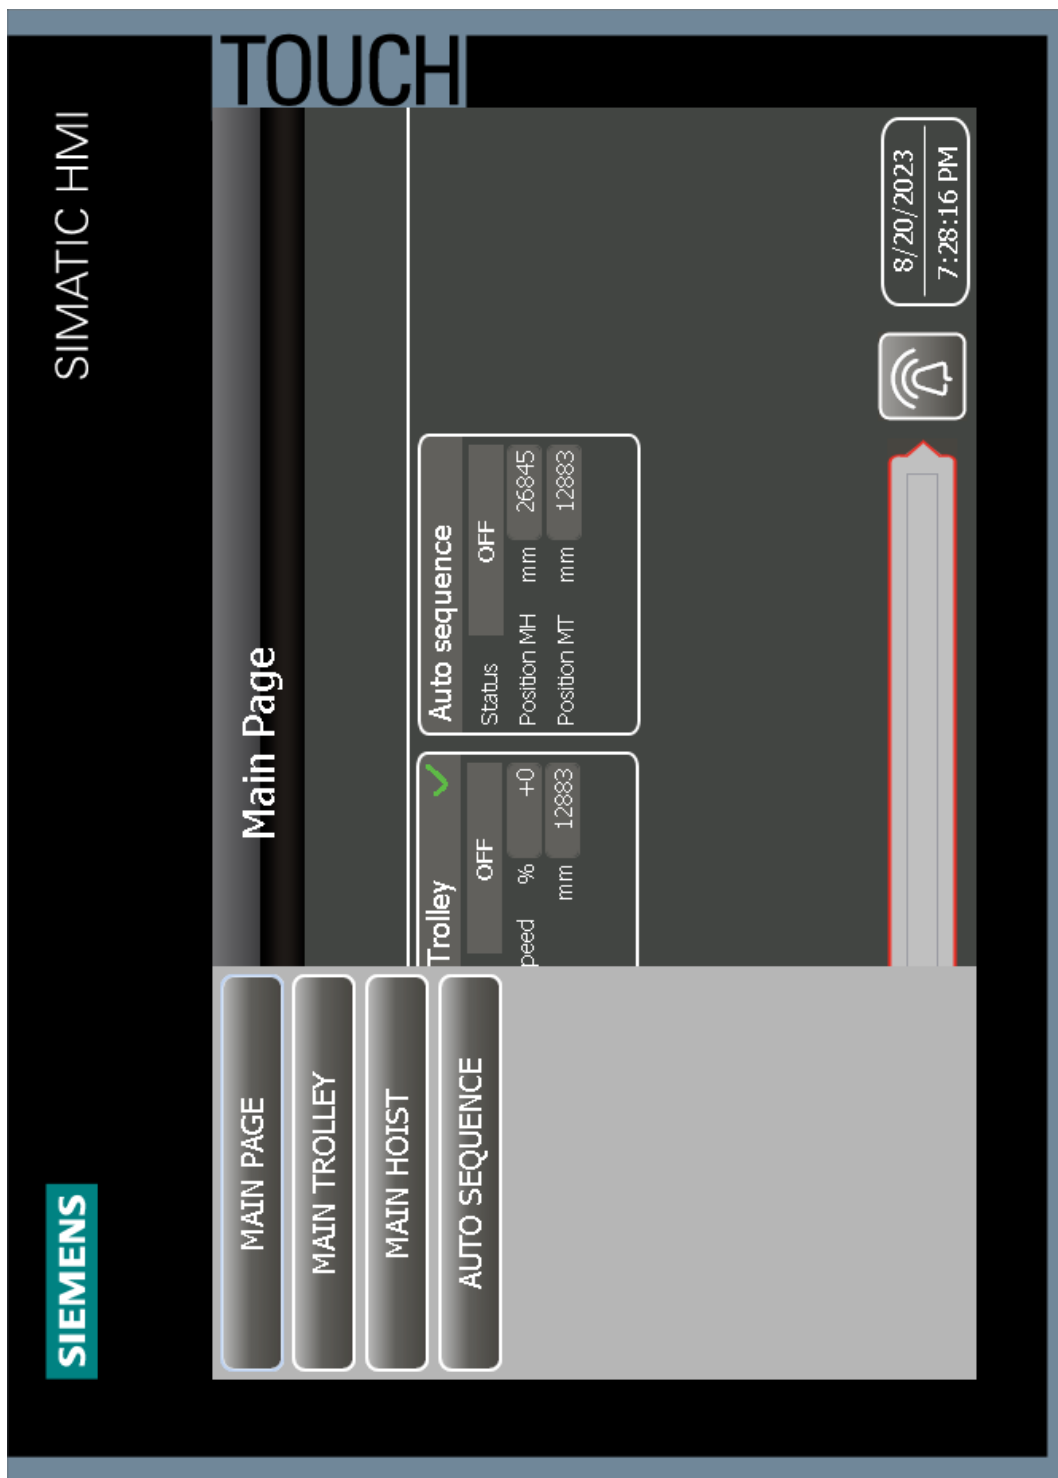 SIEMENS
SIMATIC HMI
TOUCH
Main Page
MAIN PAGE
MAIN TROLLEY
MAIN HOIST
AUTO SEQUENCE
Trolley
OFF
peed % +0
mm 12883
Auto sequence
Status OFF
Position MH mm 26845
Position MT mm 12883
8/20/2023
7:28:16 PM